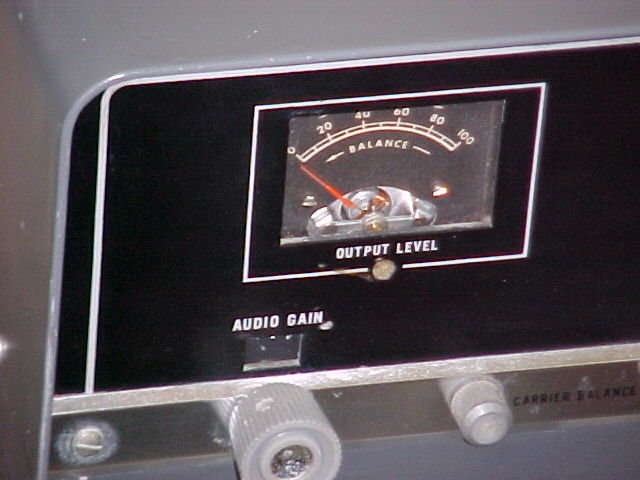 0 20 40 60 80 100
BALANCE
OUTPUT LEVEL
AUDIO GAIN
CARRIER BALANCE